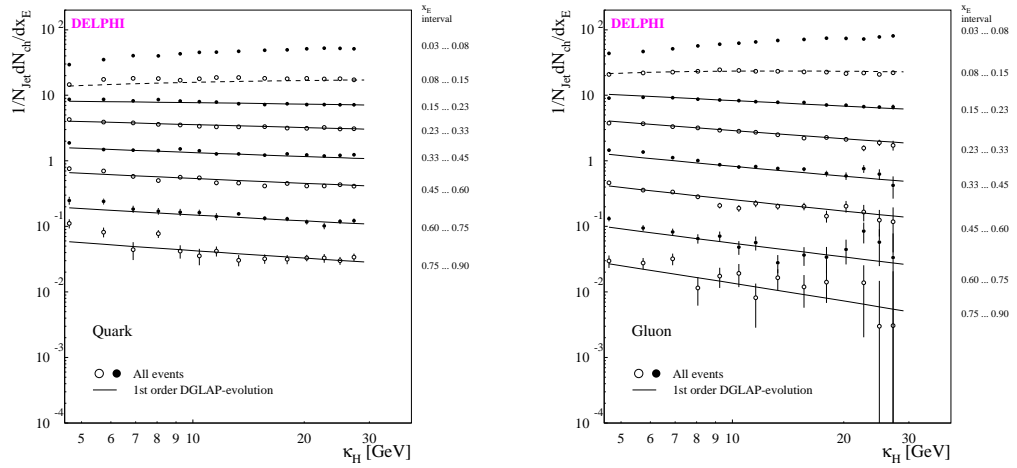 DELPHI
x_E
interval
1/N_Jet dN_ch/dx_E
10^2
10
1
10^-1
10^-2
10^-3
10^-4
0.03 ... 0.08
0.08 ... 0.15
0.15 ... 0.23
0.23 ... 0.33
0.33 ... 0.45
0.45 ... 0.60
0.60 ... 0.75
0.75 ... 0.90
Quark
All events
1st order DGLAP-evolution
5 6 7 8 9 10 20 30
κ_H [GeV]
DELPHI
x_E
interval
1/N_Jet dN_ch/dx_E
10^2
10
1
10^-1
10^-2
10^-3
10^-4
0.03 ... 0.08
0.08 ... 0.15
0.15 ... 0.23
0.23 ... 0.33
0.33 ... 0.45
0.45 ... 0.60
0.60 ... 0.75
0.75 ... 0.90
Gluon
All events
1st order DGLAP-evolution
5 6 7 8 9 10 20 30
κ_H [GeV]